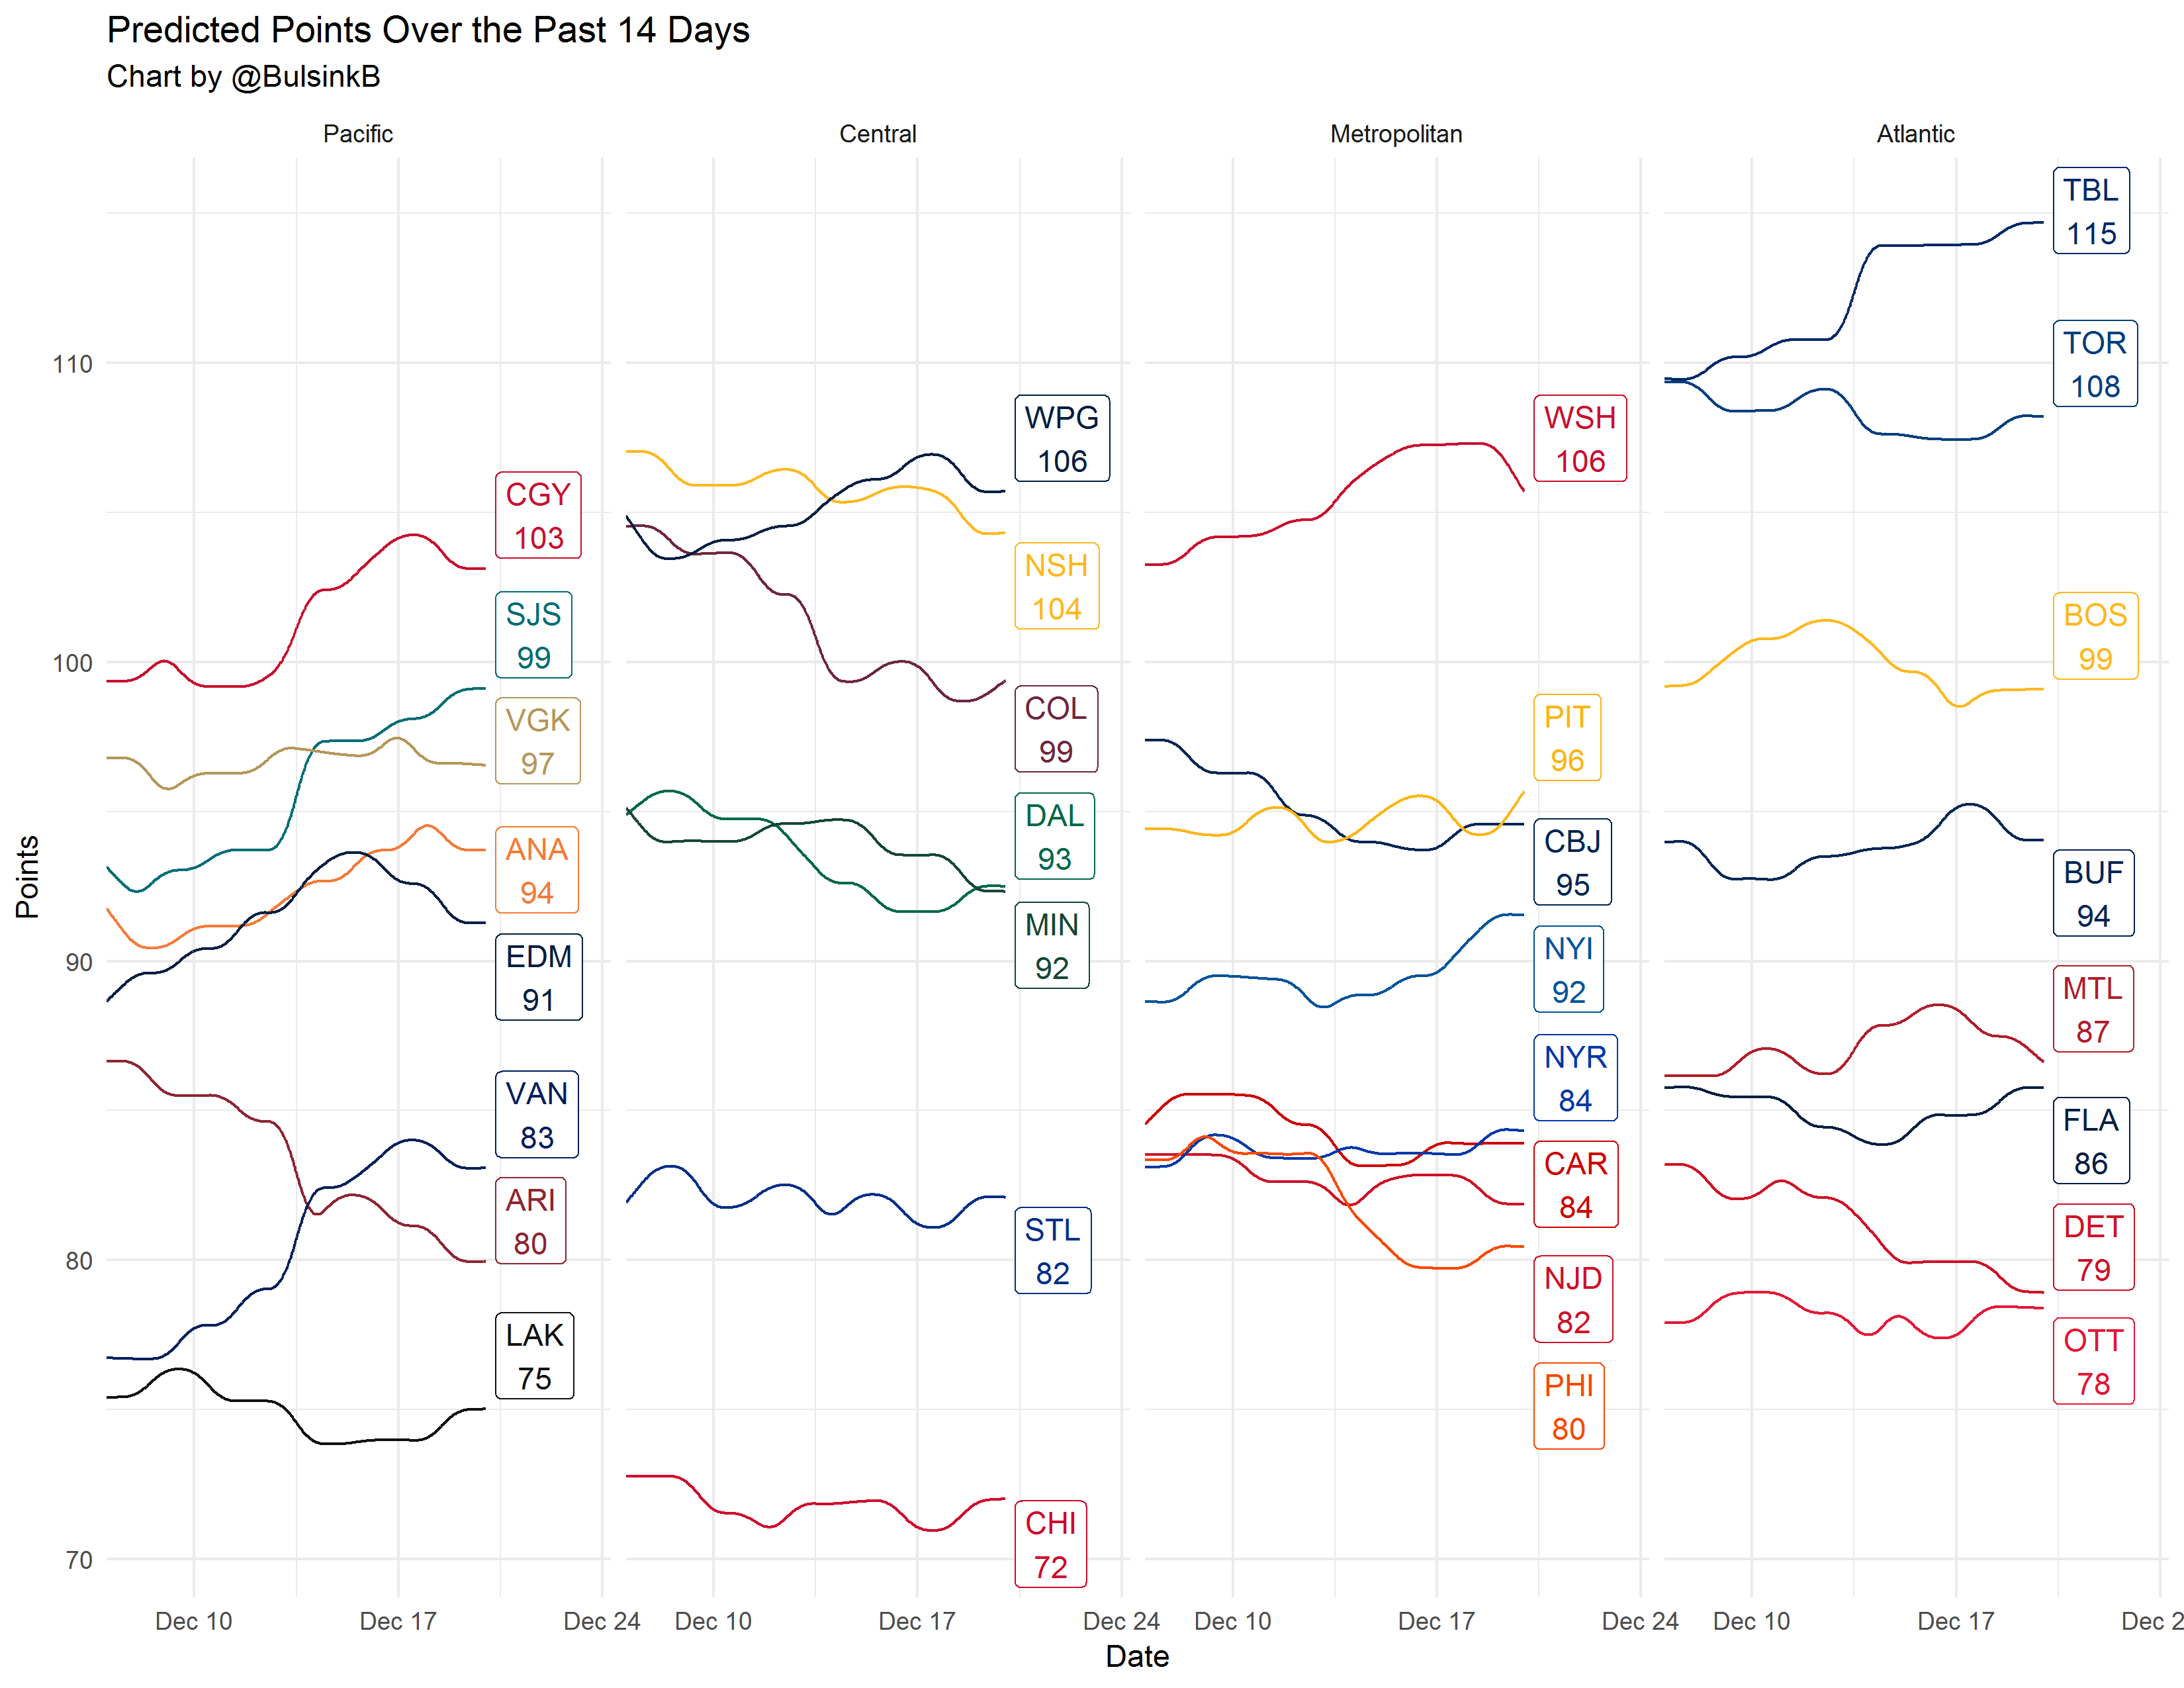 Predicted Points Over the Past 14 Days
Chart by @BulsinkB
Pacific
Central
Metropolitan
Atlantic
Points
110
100
90
80
70
CGY
103
SJS
99
VGK
97
ANA
94
EDM
91
VAN
83
ARI
80
LAK
75
WPG
106
NSH
104
COL
99
DAL
93
MIN
92
STL
82
CHI
72
WSH
106
PIT
96
CBJ
95
NYI
92
NYR
84
CAR
84
NJD
82
PHI
80
TBL
115
TOR
108
BOS
99
BUF
94
MTL
87
FLA
86
DET
79
OTT
78
Dec 10 Dec 17 Dec 24 Dec 10 Dec 17 Dec 24 Dec 10 Dec 17 Dec 24 Dec 10 Dec 17 Dec 2
Date